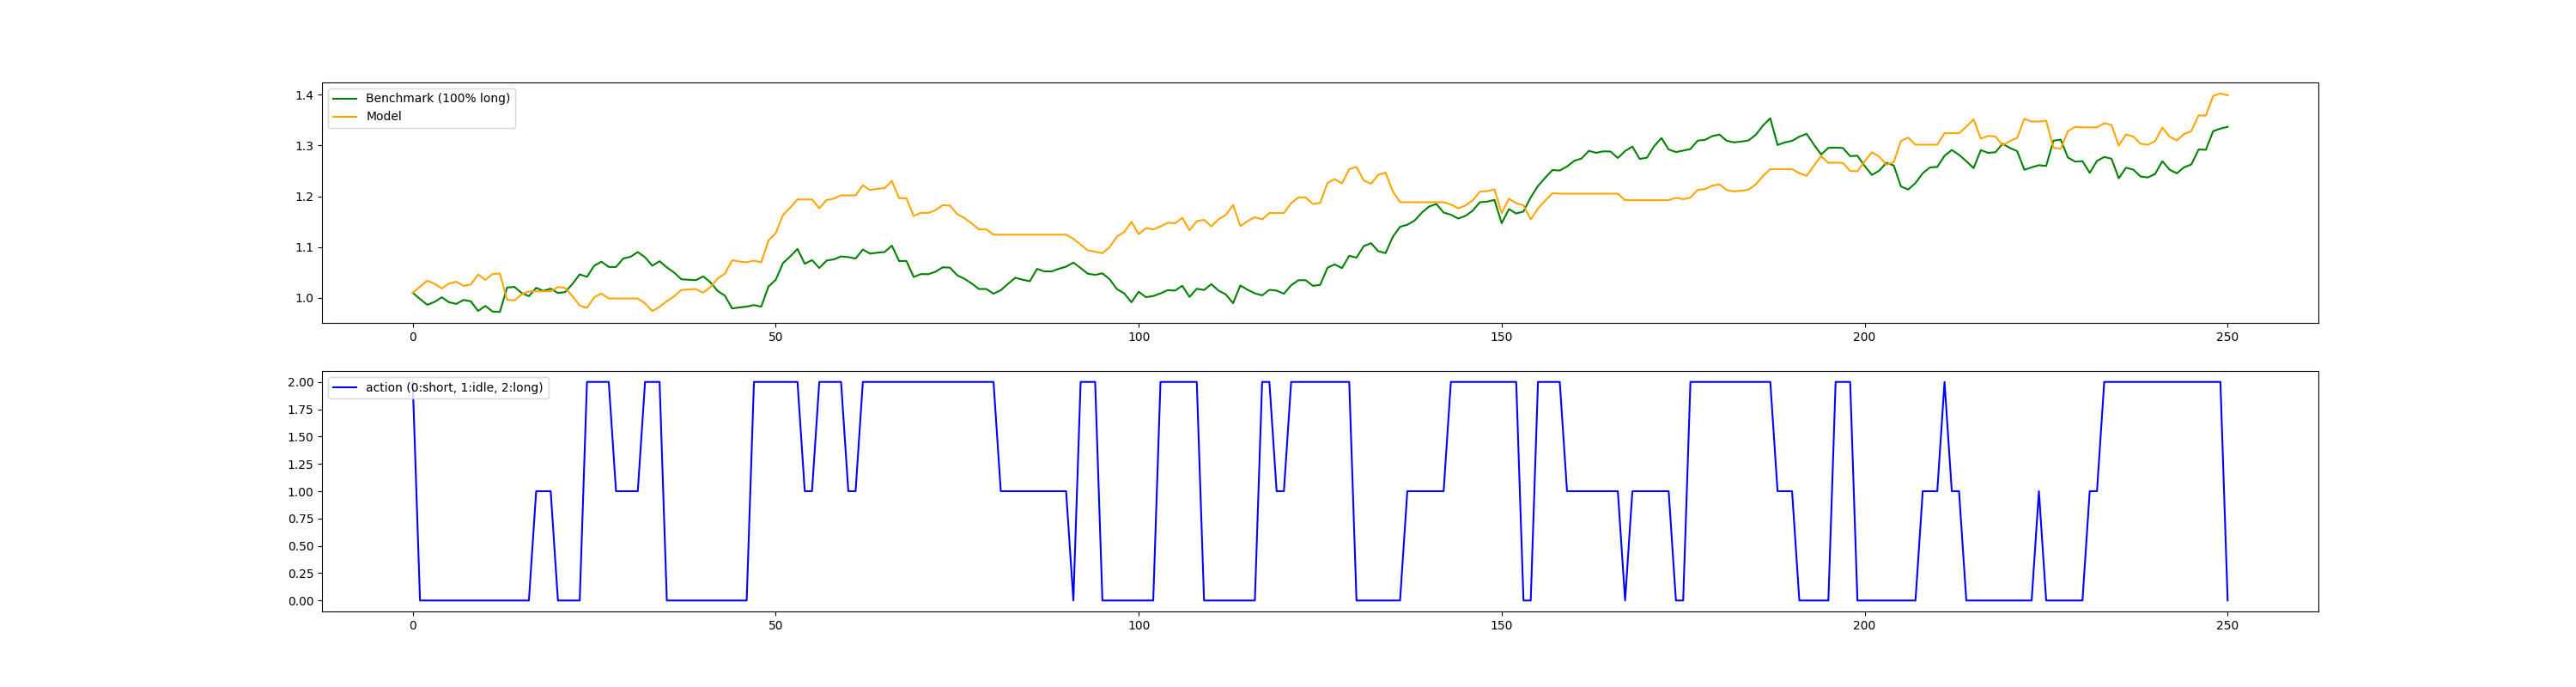 1.4
1.3
1.2
1.1
1.0
Benchmark (100% long)
Model
0 50 100 150 200 250
2.00
1.75
1.50
1.25
1.00
0.75
0.50
0.25
0.00
action (0:short, 1:idle, 2:long)
0 50 100 150 200 250